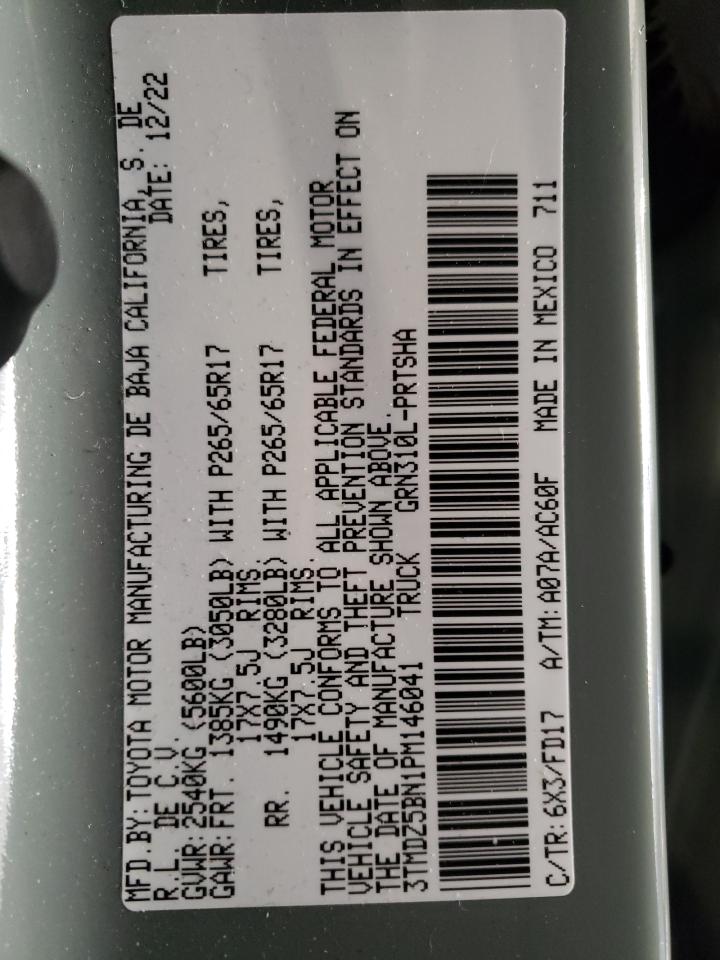 MFD.BY:TOYOTA MOTOR MANUFACTURING DE BAJA CALIFORNIA, S. DE
R.L. DE C.V. DATE: 12/22
GVWR:2540KG (5600LB)
GAWR:FRT. 1385KG (3050LB) WITH P265/65R17 TIRES,
17X7.5J RIMS.
RR. 1490KG (3280LB) WITH P265/65R17 TIRES,
17X7.5J RIMS.
THIS VEHICLE CONFORMS TO ALL APPLICABLE FEDERAL MOTOR
VEHICLE SAFETY AND THEFT PREVENTION STANDARDS IN EFFECT ON
THE DATE OF MANUFACTURE SHOWN ABOVE.
3TMDZ5BN1PM146041 TRUCK GRN310L-PRTSHA
C/TR:6X3/FD17 A/TM:A07A/AC60F MADE IN MEXICO 711